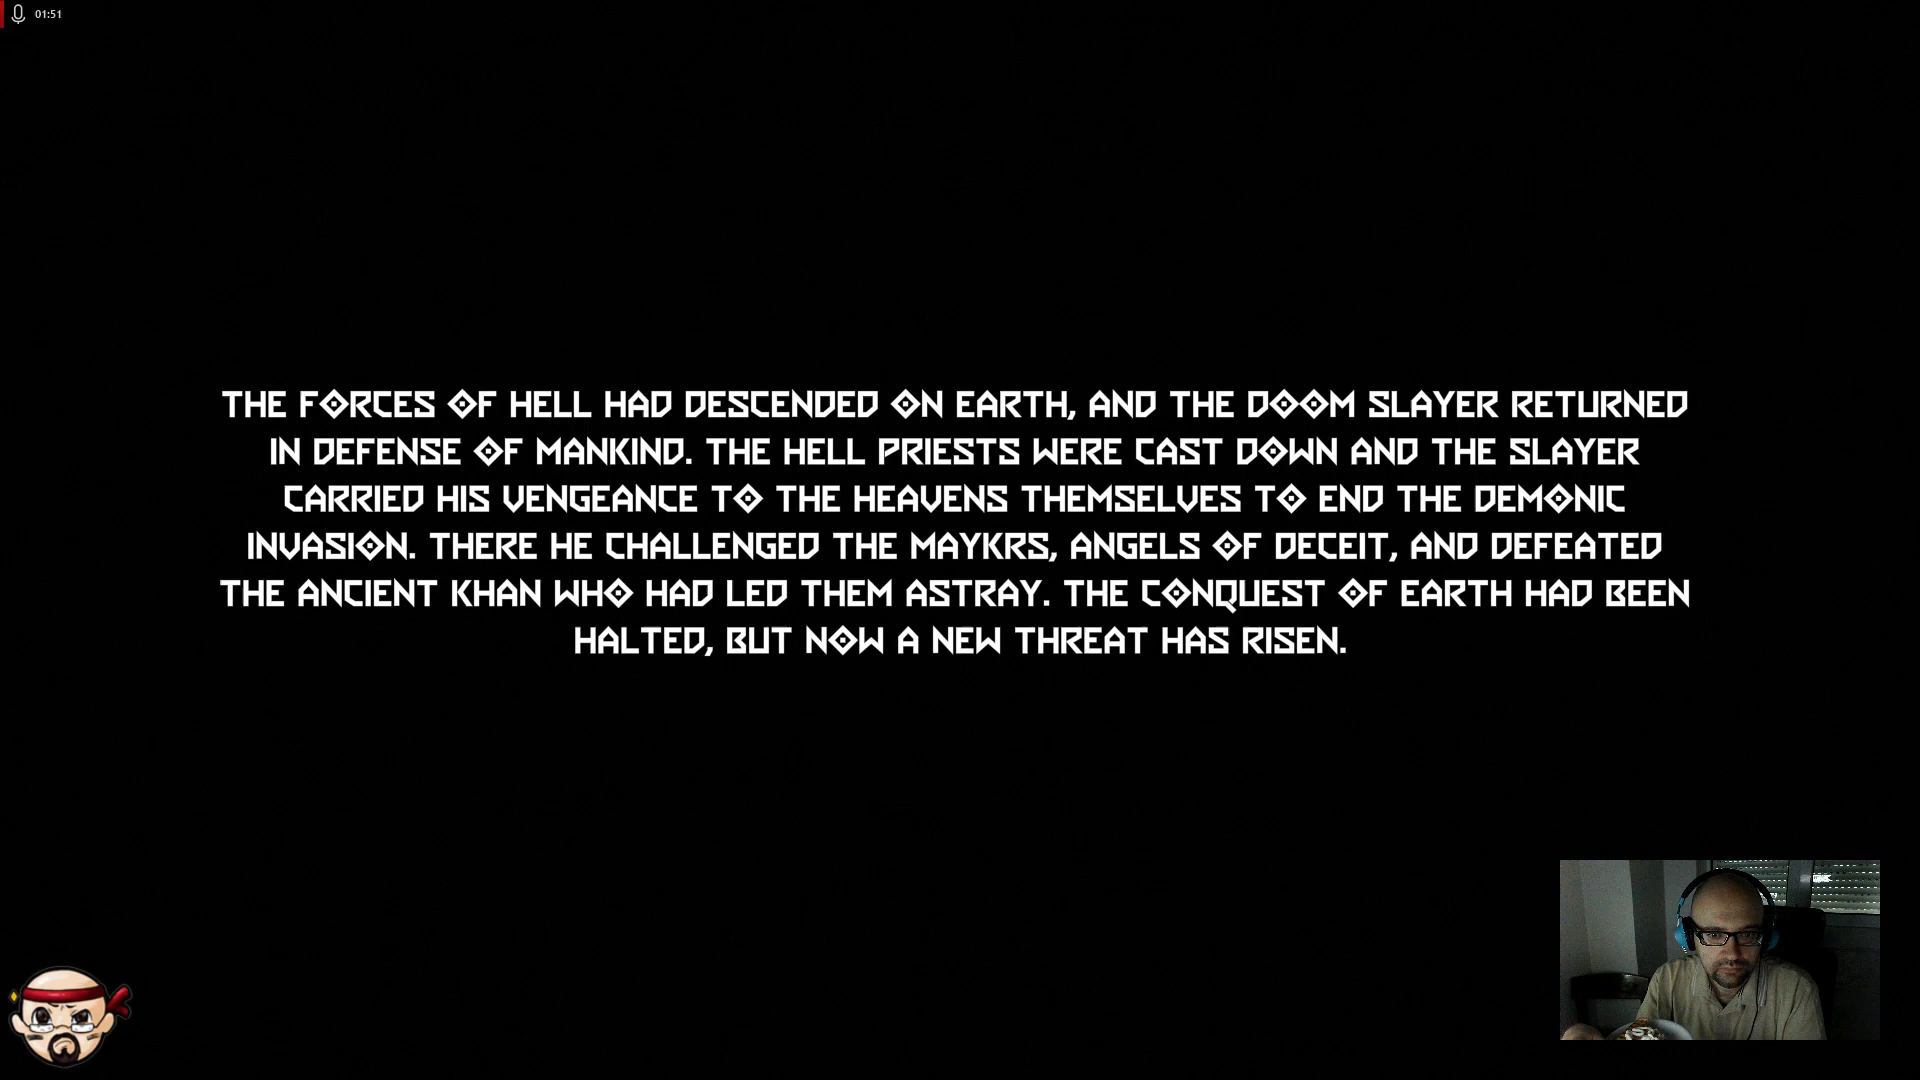 01:51
THE FORCES OF HELL HAD DESCENDED ON EARTH, AND THE DOOM SLAYER RETURNED
IN DEFENSE OF MANKIND. THE HELL PRIESTS WERE CAST DOWN AND THE SLAYER
CARRIED HIS VENGEANCE TO THE HEAVENS THEMSELVES TO END THE DEMONIC
INVASION. THERE HE CHALLENGED THE MAYKRS, ANGELS OF DECEIT, AND DEFEATED
THE ANCIENT KHAN WHO HAD LED THEM ASTRAY. THE CONQUEST OF EARTH HAD BEEN
HALTED, BUT NOW A NEW THREAT HAS RISEN.